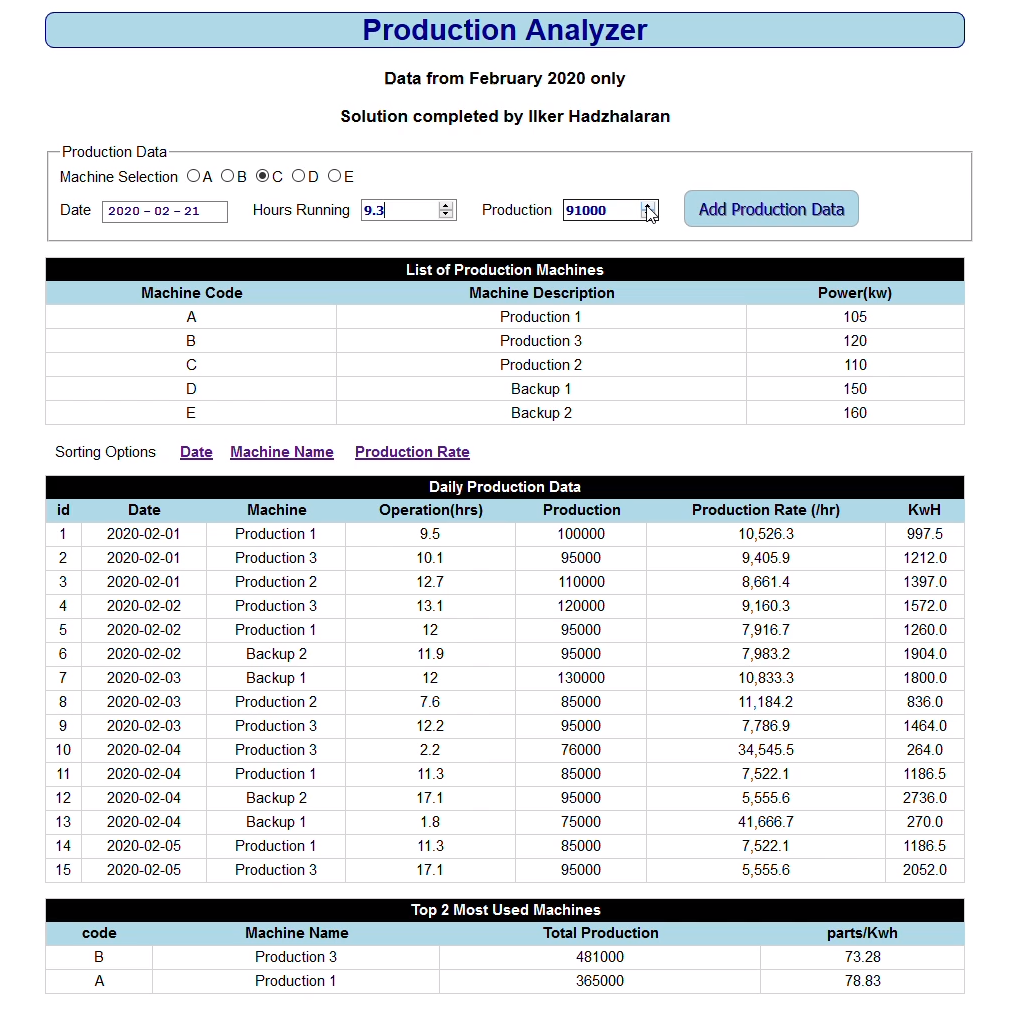 Production Analyzer
Data from February 2020 only
Solution completed by Ilker Hadzhalaran
Production Data
Machine Selection A B C D E
Date 2020 - 02 - 21 Hours Running 9.3 Production 91000 Add Production Data
List of Production Machines
Machine Code Machine Description Power(kw)
A Production 1 105
B Production 3 120
C Production 2 110
D Backup 1 150
E Backup 2 160
Sorting Options Date Machine Name Production Rate
Daily Production Data
id Date Machine Operation(hrs) Production Production Rate (/hr) KwH
1 2020-02-01 Production 1 9.5 100000 10,526.3 997.5
2 2020-02-01 Production 3 10.1 95000 9,405.9 1212.0
3 2020-02-01 Production 2 12.7 110000 8,661.4 1397.0
4 2020-02-02 Production 3 13.1 120000 9,160.3 1572.0
5 2020-02-02 Production 1 12 95000 7,916.7 1260.0
6 2020-02-02 Backup 2 11.9 95000 7,983.2 1904.0
7 2020-02-03 Backup 1 12 130000 10,833.3 1800.0
8 2020-02-03 Production 2 7.6 85000 11,184.2 836.0
9 2020-02-03 Production 3 12.2 95000 7,786.9 1464.0
10 2020-02-04 Production 3 2.2 76000 34,545.5 264.0
11 2020-02-04 Production 1 11.3 85000 7,522.1 1186.5
12 2020-02-04 Backup 2 17.1 95000 5,555.6 2736.0
13 2020-02-04 Backup 1 1.8 75000 41,666.7 270.0
14 2020-02-05 Production 1 11.3 85000 7,522.1 1186.5
15 2020-02-05 Production 3 17.1 95000 5,555.6 2052.0
Top 2 Most Used Machines
code Machine Name Total Production parts/Kwh
B Production 3 481000 73.28
A Production 1 365000 78.83